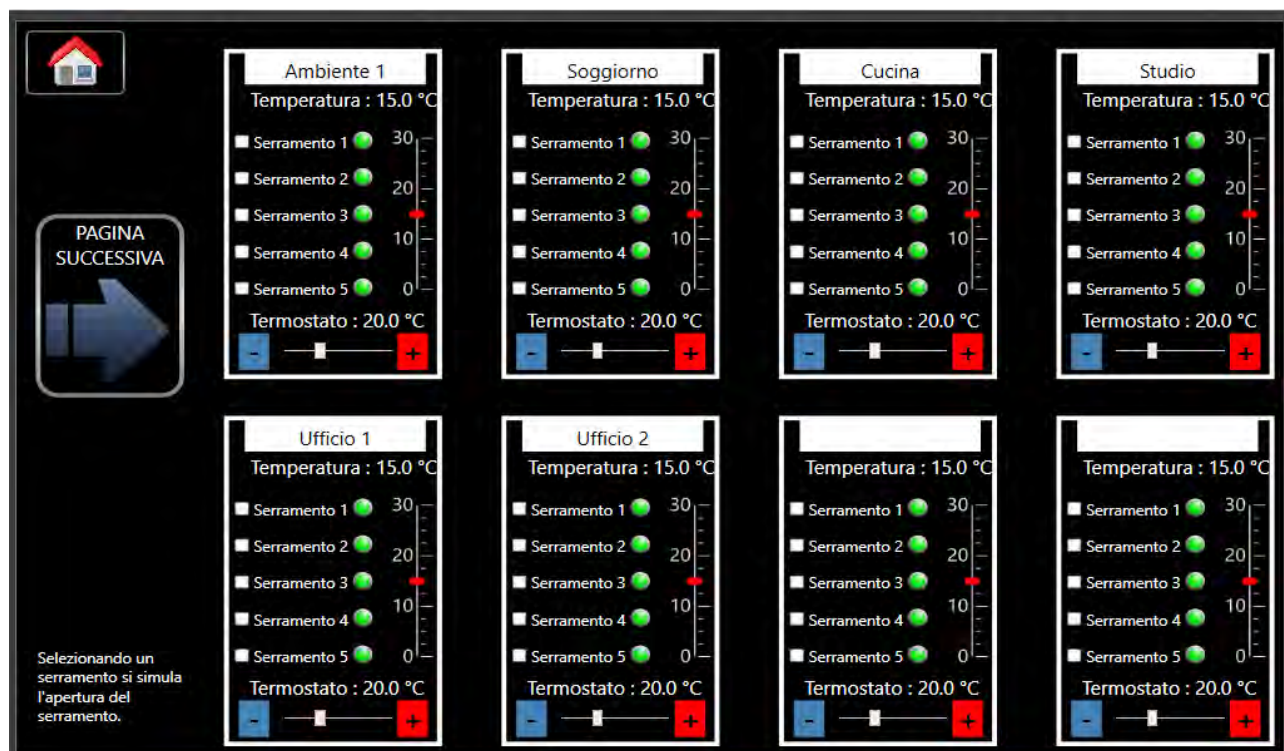 Ambiente 1
Temperatura : 15.0 °C
Serramento 1
30
Serramento 2
20
Serramento 3
10
Serramento 4
Serramento 5
0
Termostato : 20.0 °C
-
+
Soggiorno
Temperatura : 15.0 °C
Serramento 1
30
Serramento 2
20
Serramento 3
10
Serramento 4
Serramento 5
0
Termostato : 20.0 °C
-
+
Cucina
Temperatura : 15.0 °C
Serramento 1
30
Serramento 2
20
Serramento 3
10
Serramento 4
Serramento 5
0
Termostato : 20.0 °C
-
+
Studio
Temperatura : 15.0 °C
Serramento 1
30
Serramento 2
20
Serramento 3
10
Serramento 4
Serramento 5
0
Termostato : 20.0 °C
-
+
PAGINA
SUCCESSIVA
Ufficio 1
Temperatura : 15.0 °C
Serramento 1
30
Serramento 2
20
Serramento 3
10
Serramento 4
Serramento 5
0
Termostato : 20.0 °C
-
+
Ufficio 2
Temperatura : 15.0 °C
Serramento 1
30
Serramento 2
20
Serramento 3
10
Serramento 4
Serramento 5
0
Termostato : 20.0 °C
-
+
Temperatura : 15.0 °C
Serramento 1
30
Serramento 2
20
Serramento 3
10
Serramento 4
Serramento 5
0
Termostato : 20.0 °C
-
+
Temperatura : 15.0 °C
Serramento 1
30
Serramento 2
20
Serramento 3
10
Serramento 4
Serramento 5
0
Termostato : 20.0 °C
-
+
Selezionando un
serramento si simula
l'apertura del
serramento.